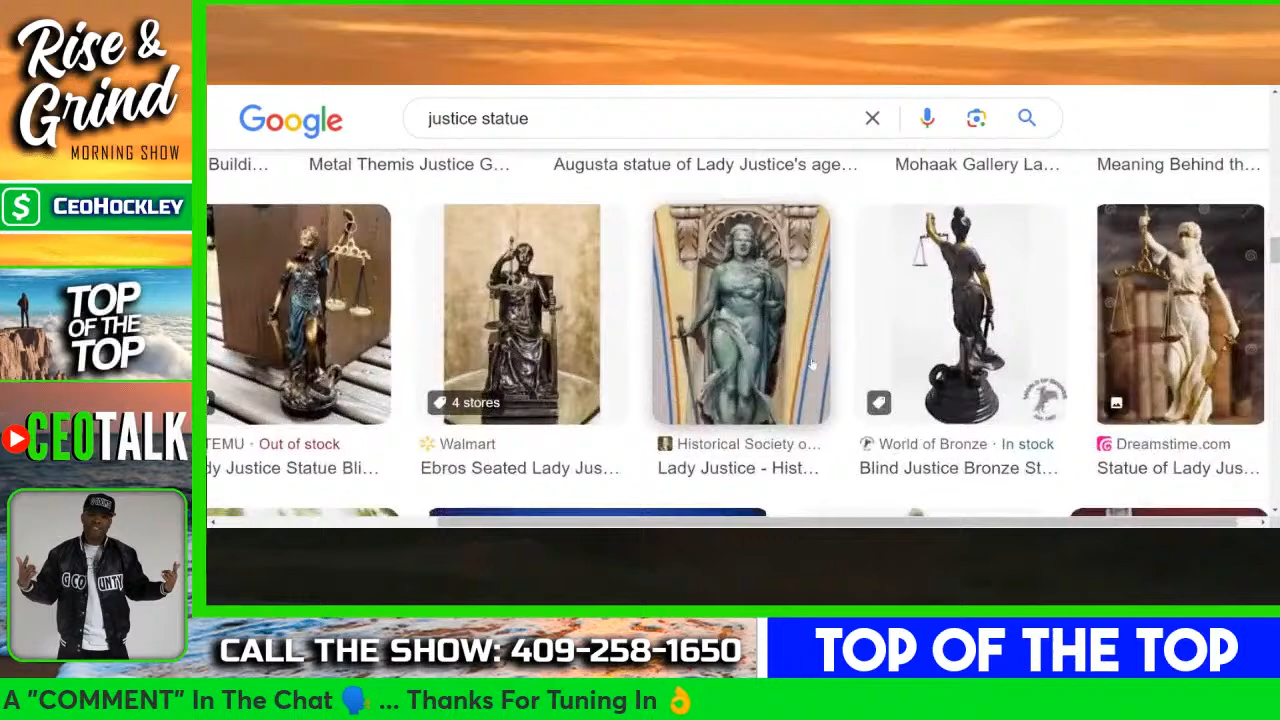 Rise &
Grind
MORNING SHOW
$ CEOHOCKLEY
TOP
OF THE
TOP
CEOTALK
G COUNTY
Google
justice statue
Buildi...
Metal Themis Justice G...
Augusta statue of Lady Justice's age...
Mohaak Gallery La...
Meaning Behind th...
4 stores
TEMU · Out of stock
dy Justice Statue Bli...
Walmart
Ebros Seated Lady Jus...
Historical Society o...
Lady Justice - Hist...
World of Bronze · In stock
Blind Justice Bronze St...
Dreamstime.com
Statue of Lady Jus...
CALL THE SHOW: 409-258-1650
TOP OF THE TOP
A "COMMENT" In The Chat 🗣️ ... Thanks For Tuning In 👌